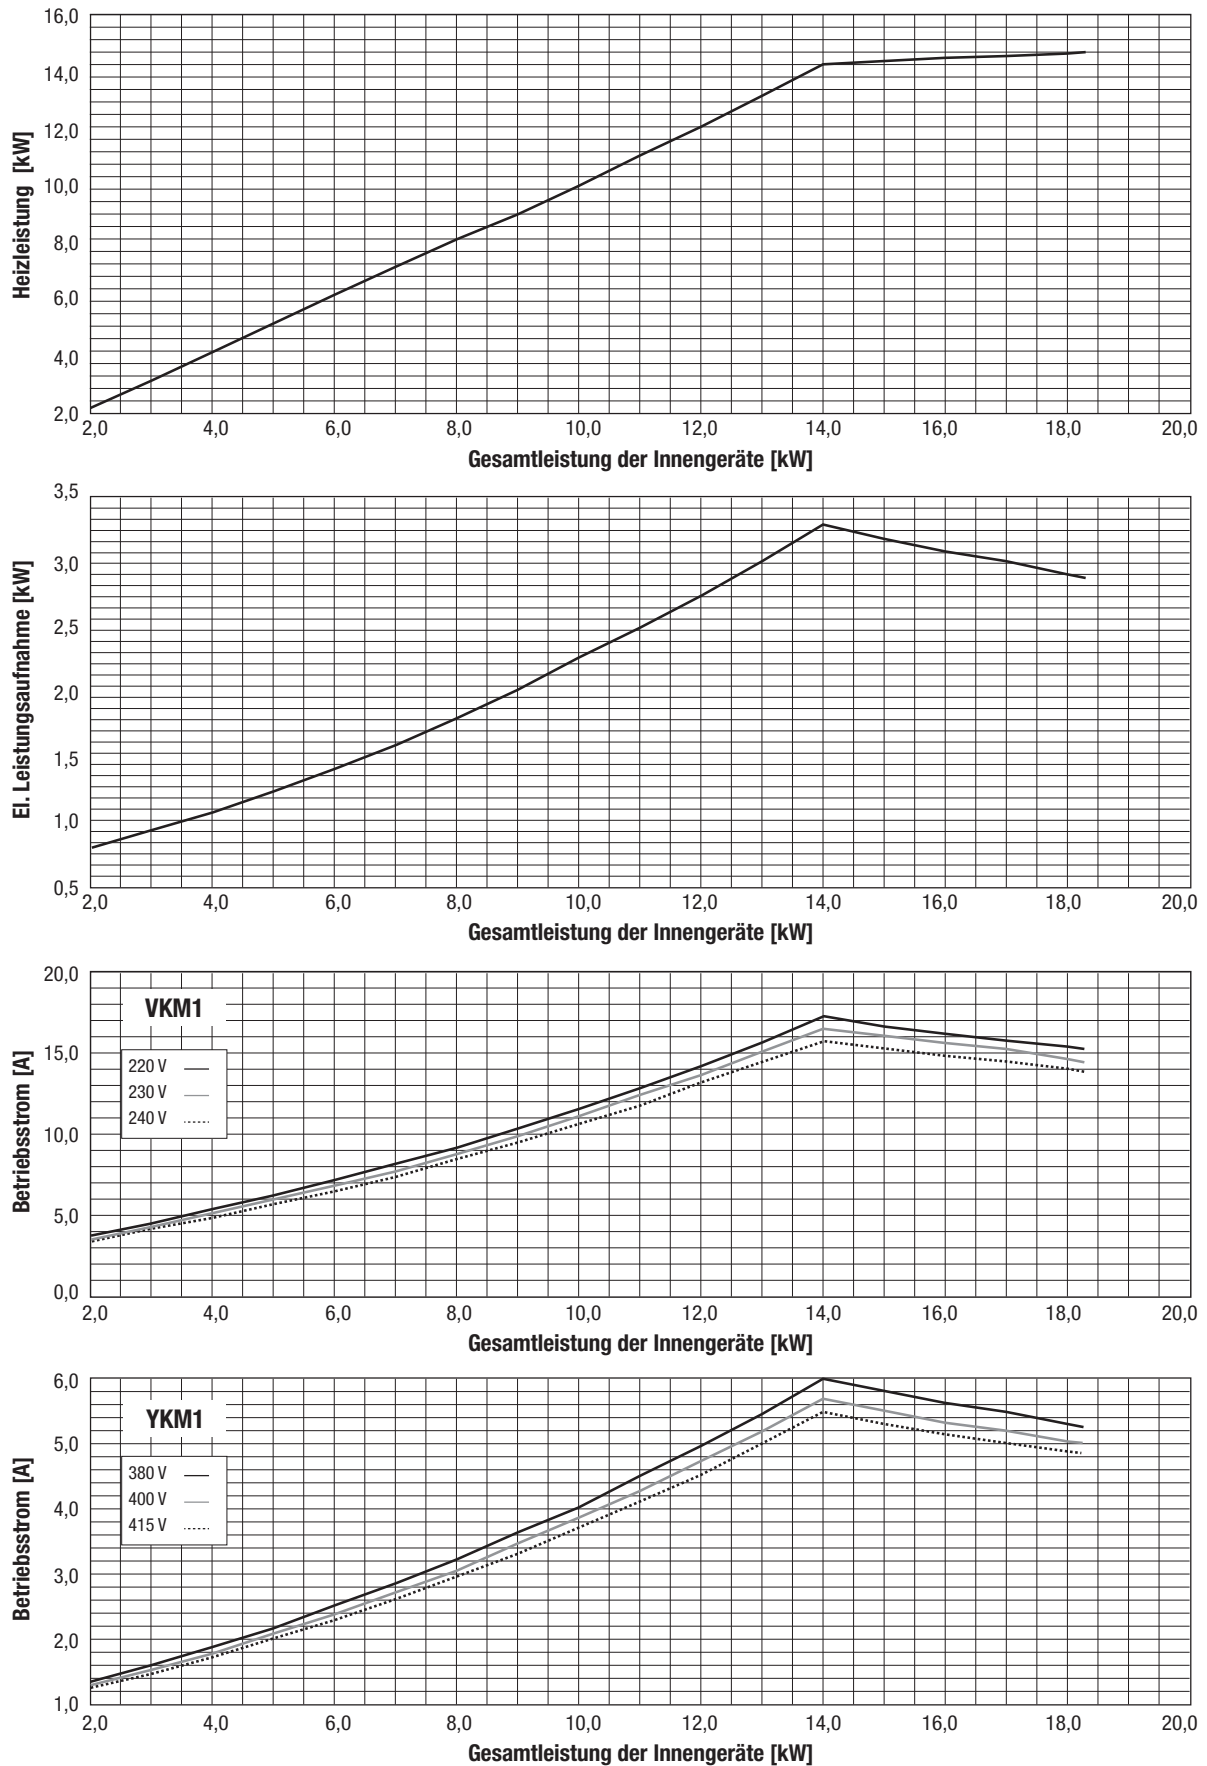 16,0
14,0
12,0
10,0
8,0
6,0
4,0
2,0
Heizleistung [kW]
2,0 4,0 6,0 8,0 10,0 12,0 14,0 16,0 18,0 20,0
Gesamtleistung der Innengeräte [kW]
3,5
3,0
2,5
2,0
1,5
1,0
0,5
El. Leistungsaufnahme [kW]
2,0 4,0 6,0 8,0 10,0 12,0 14,0 16,0 18,0 20,0
Gesamtleistung der Innengeräte [kW]
20,0
15,0
10,0
5,0
0,0
Betriebsstrom [A]
VKM1
220 V
230 V
240 V
2,0 4,0 6,0 8,0 10,0 12,0 14,0 16,0 18,0 20,0
Gesamtleistung der Innengeräte [kW]
6,0
5,0
4,0
3,0
2,0
1,0
Betriebsstrom [A]
YKM1
380 V
400 V
415 V
2,0 4,0 6,0 8,0 10,0 12,0 14,0 16,0 18,0 20,0
Gesamtleistung der Innengeräte [kW]